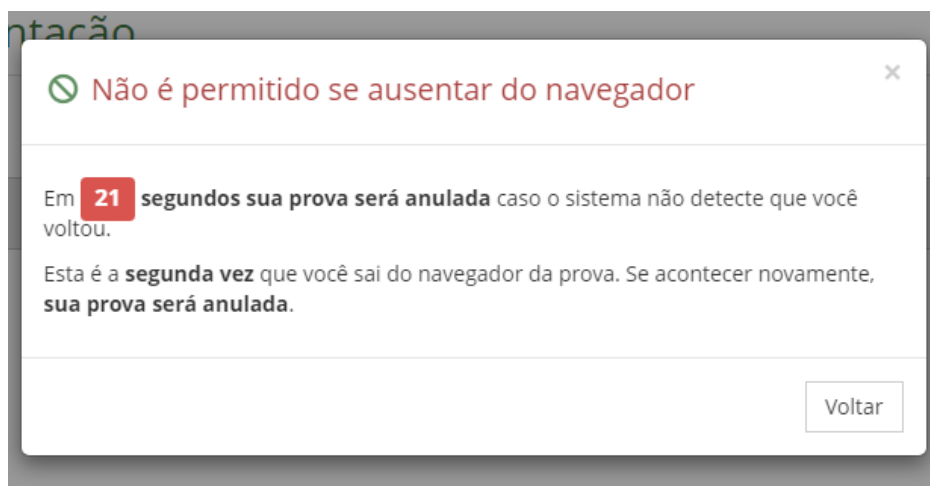 ntação
Não é permitido se ausentar do navegador
×
Em 21 segundos sua prova será anulada caso o sistema não detecte que você
voltou.
Esta é a segunda vez que você sai do navegador da prova. Se acontecer novamente,
sua prova será anulada.
Voltar